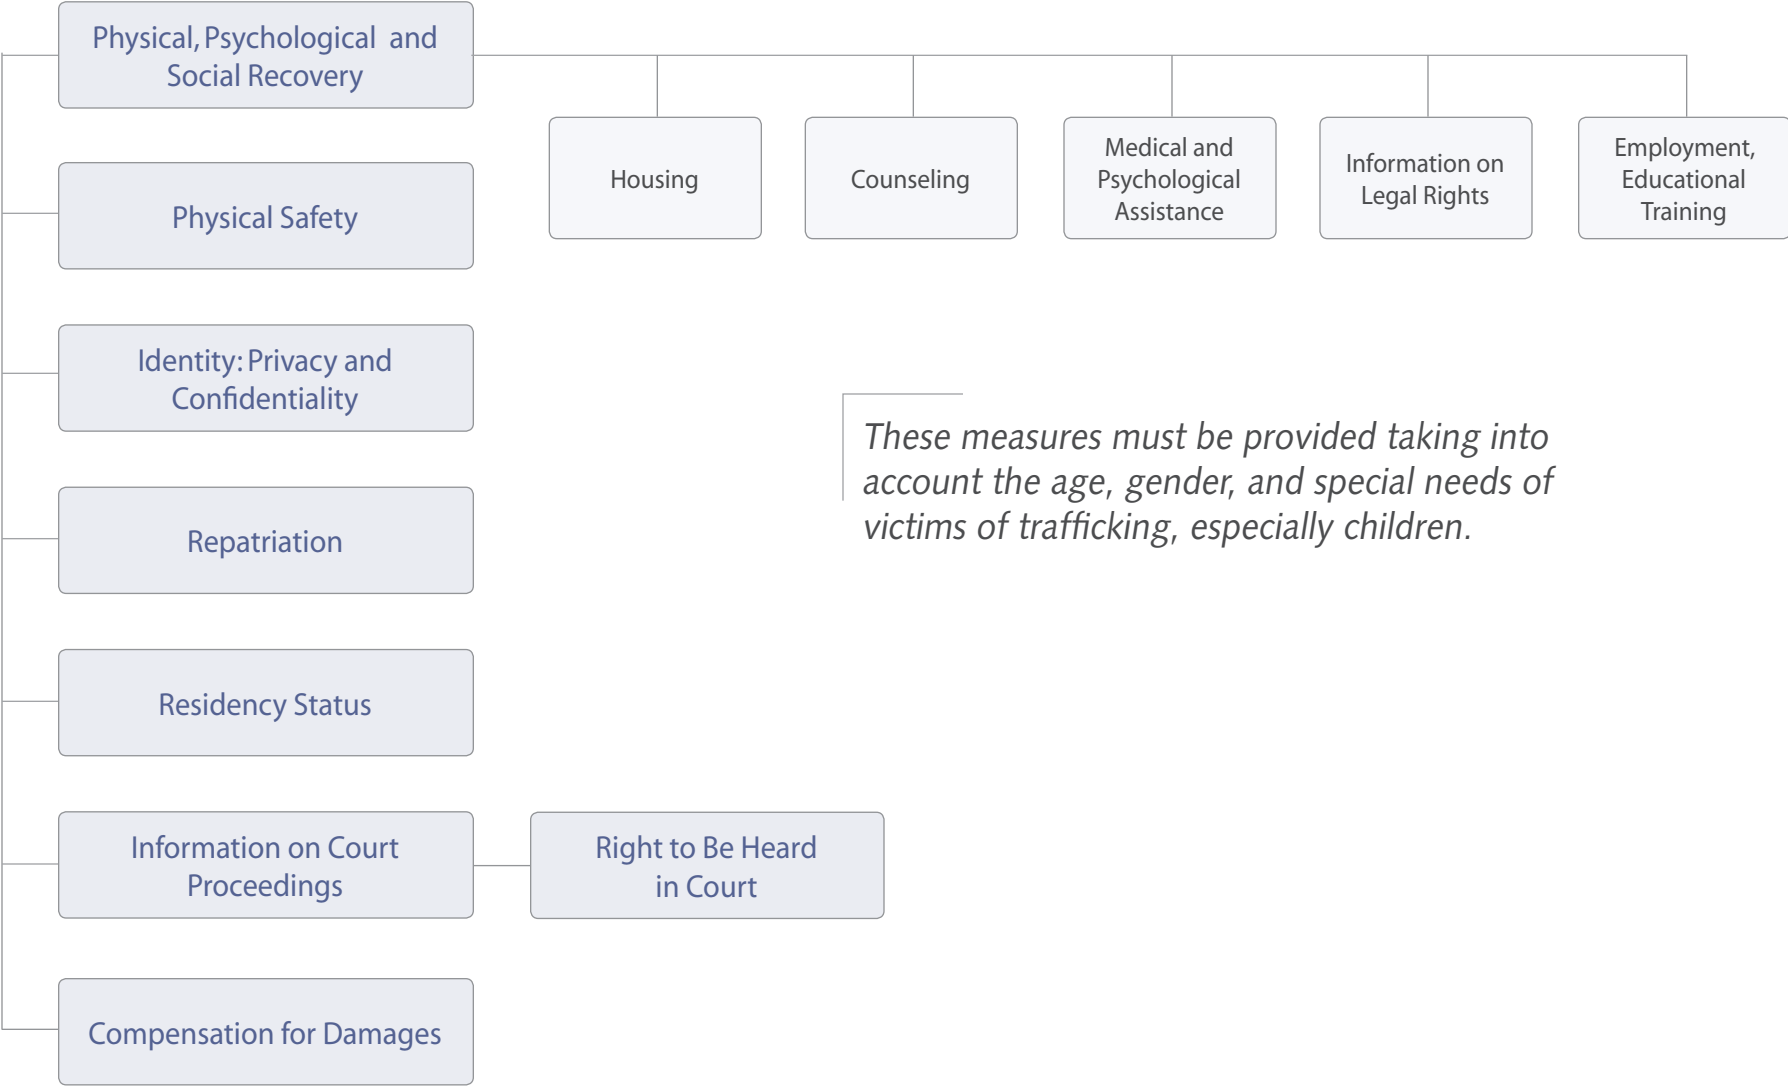 Physical, Psychological and
Social Recovery
Housing
Counseling
Medical and
Psychological
Assistance
Information on
Legal Rights
Employment,
Educational
Training
Physical Safety
Identity: Privacy and
Confidentiality
These measures must be provided taking into
account the age, gender, and special needs of
victims of trafficking, especially children.
Repatriation
Residency Status
Information on Court
Proceedings
Right to Be Heard
in Court
Compensation for Damages